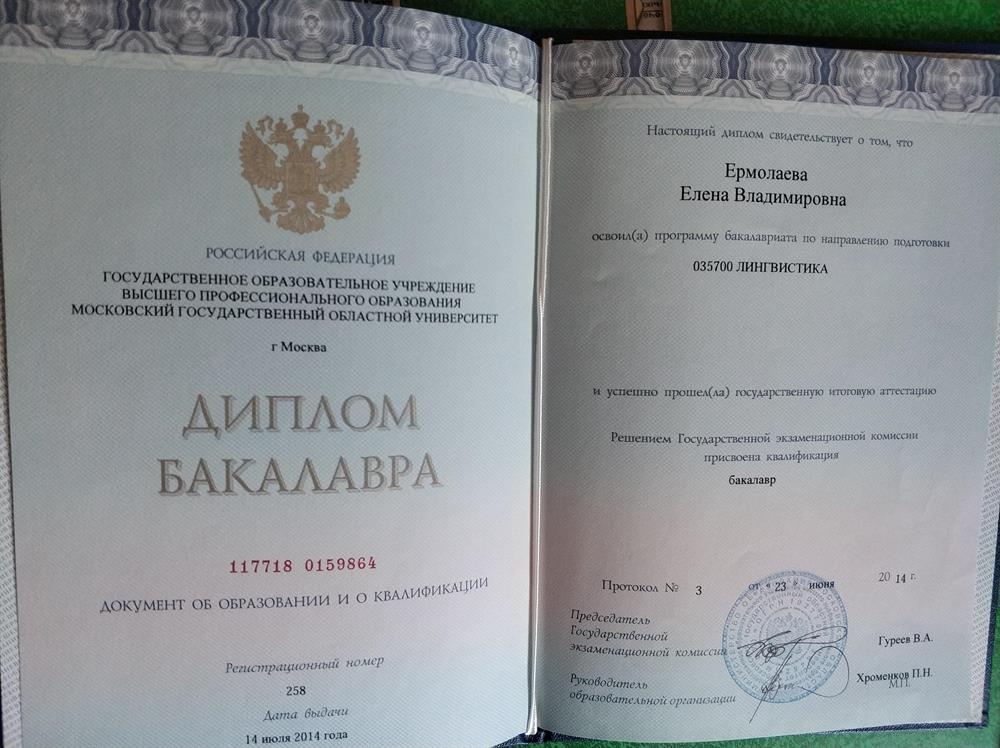 РОССИЙСКАЯ ФЕДЕРАЦИЯ
ГОСУДАРСТВЕННОЕ ОБРАЗОВАТЕЛЬНОЕ УЧРЕЖДЕНИЕ
ВЫСШЕГО ПРОФЕССИОНАЛЬНОГО ОБРАЗОВАНИЯ
МОСКОВСКИЙ ГОСУДАРСТВЕННЫЙ ОБЛАСТНОЙ УНИВЕРСИТЕТ
г Москва
ДИПЛОМ
БАКАЛАВРА
117718 0159864
ДОКУМЕНТ ОБ ОБРАЗОВАНИИ И О КВАЛИФИКАЦИИ
Регистрационный номер
258
Дата выдачи
14 июля 2014 года
Настоящий диплом свидетельствует о том, что
Ермолаева
Елена Владимировна
освоил(а) программу бакалавриата по направлению подготовки
035700 ЛИНГВИСТИКА
и успешно прошел(ла) государственную итоговую аттестацию
Решением Государственной экзаменационной комиссии
присвоена квалификация
бакалавр
Протокол № 3 от « 23 » июня 20 14 г.
Председатель
Государственной
экзаменационной комиссии
Гуреев В.А.
Руководитель
образовательной организации
Хроменков П.Н.
М.П.